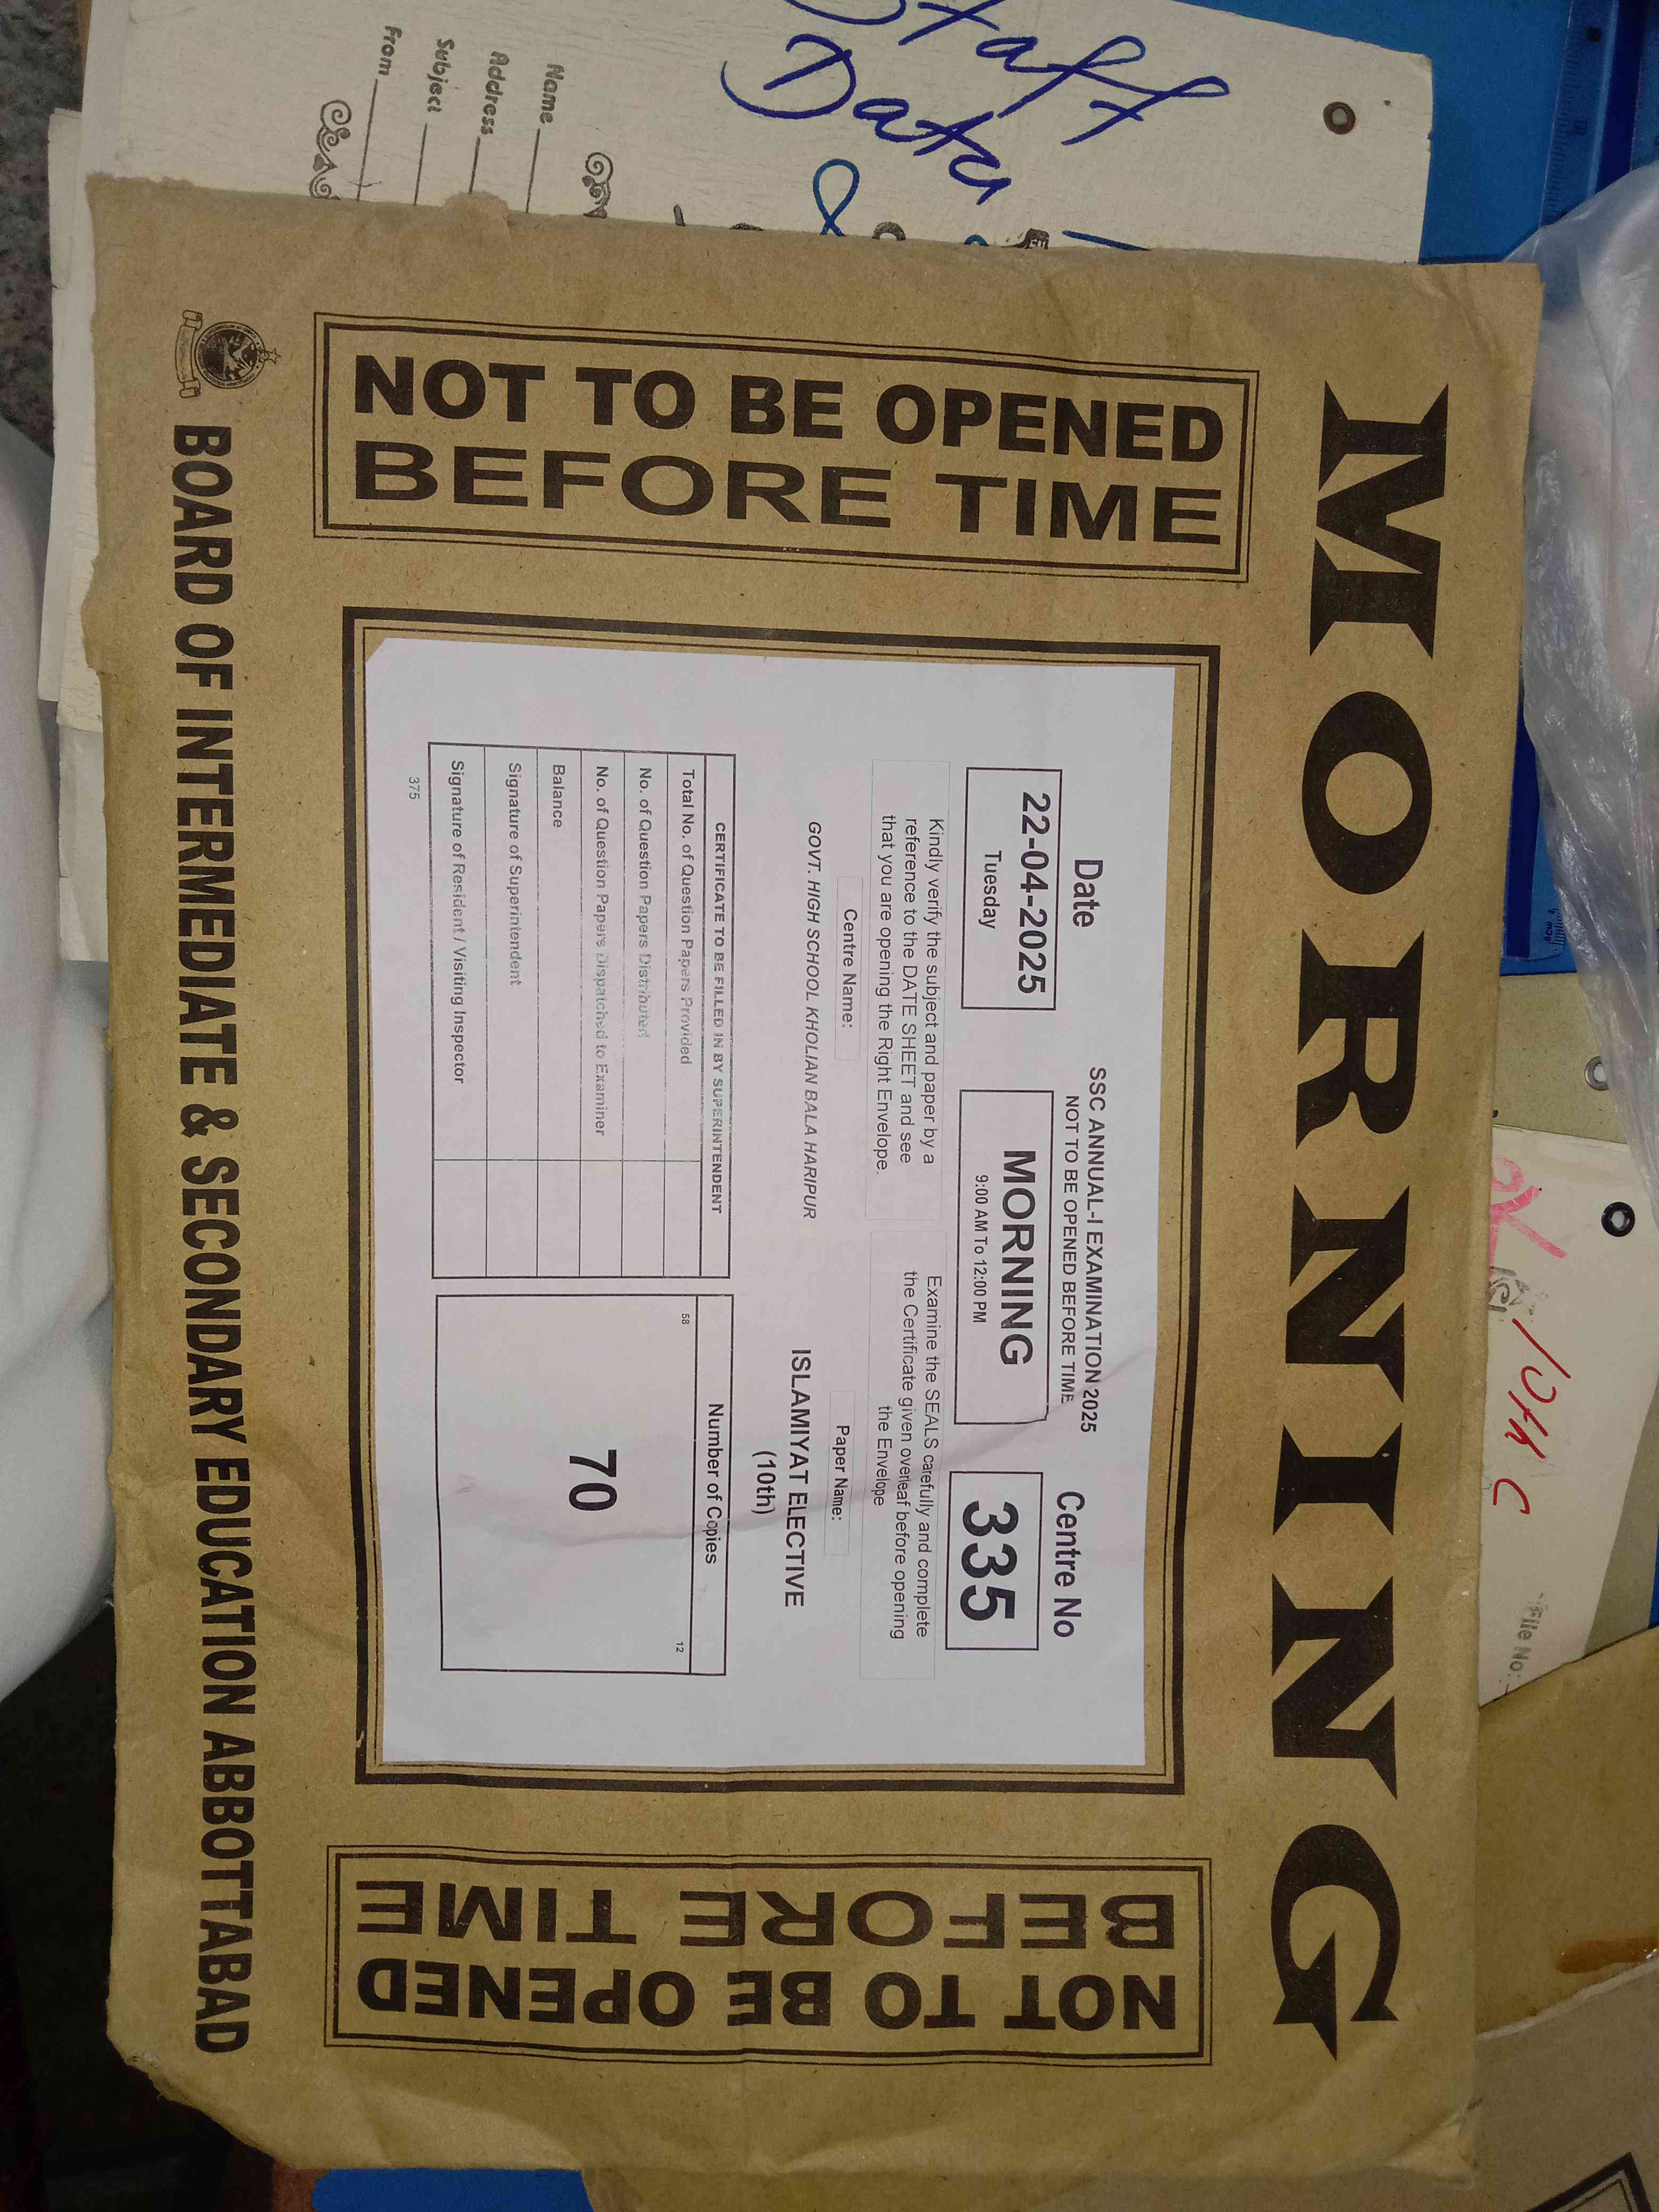 Staff
Data
Name
Address
Subject
From
MORNING
NOT TO BE OPENED
BEFORE TIME
Date
22-04-2025
Tuesday
SSC ANNUAL-I EXAMINATION 2025
NOT TO BE OPENED BEFORE TIME
MORNING
9:00 AM To 12:00 PM
Centre No
335
Kindly verify the subject and paper by a
reference to the DATE SHEET and see
that you are opening the Right Envelope.
Examine the SEALS carefully and complete
the Certificate given overleaf before opening
the Envelope
Centre Name:
GOVT. HIGH SCHOOL KHOLIAN BALA HARIPUR
Paper Name:
ISLAMIYAT ELECTIVE
(10th)
CERTIFICATE TO BE FILLED IN BY SUPERINTENDENT
Total No. of Question Papers Provided
No. of Question Papers Distributed
No. of Question Papers Dispatched to Examiner
Balance
Signature of Superintendent
Signature of Resident / Visiting Inspector
Number of Copies
58
12
70
375
NOT TO BE OPENED
BEFORE TIME
BOARD OF INTERMEDIATE & SECONDARY EDUCATION ABBOTTABAD
File No: